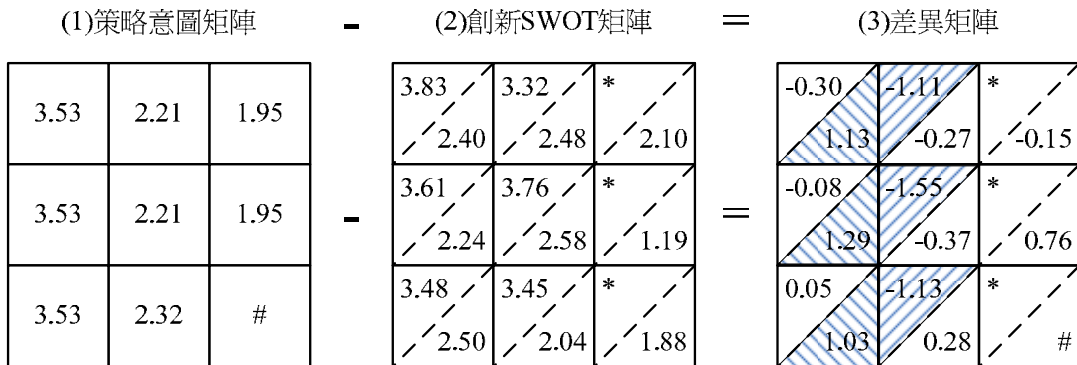 (1)策略意圖矩陣 - (2)創新SWOT矩陣 = (3)差異矩陣
3.53 2.21 1.95 3.83 3.32 * -0.30 -1.11 *
2.40 2.48 2.10 1.13 -0.27 -0.15
3.53 2.21 1.95 - 3.61 3.76 * = -0.08 -1.55 *
2.24 2.58 1.19 1.29 -0.37 0.76
3.53 2.32 # 3.48 3.45 * 0.05 -1.13 *
2.50 2.04 1.88 1.03 0.28 #